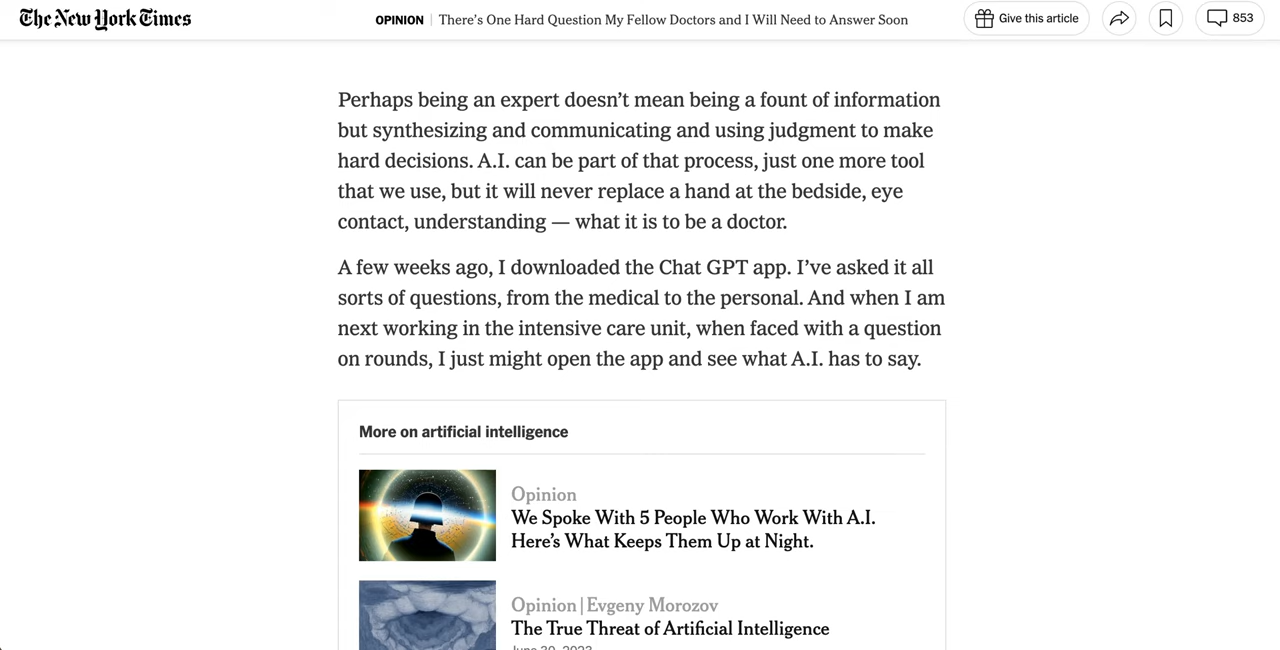 The New York Times
OPINION | There’s One Hard Question My Fellow Doctors and I Will Need to Answer Soon
Give this article
853
Perhaps being an expert doesn’t mean being a fount of information
but synthesizing and communicating and using judgment to make
hard decisions. A.I. can be part of that process, just one more tool
that we use, but it will never replace a hand at the bedside, eye
contact, understanding — what it is to be a doctor.
A few weeks ago, I downloaded the Chat GPT app. I’ve asked it all
sorts of questions, from the medical to the personal. And when I am
next working in the intensive care unit, when faced with a question
on rounds, I just might open the app and see what A.I. has to say.
More on artificial intelligence
Opinion
We Spoke With 5 People Who Work With A.I.
Here’s What Keeps Them Up at Night.
Opinion | Evgeny Morozov
The True Threat of Artificial Intelligence
June 30, 2023